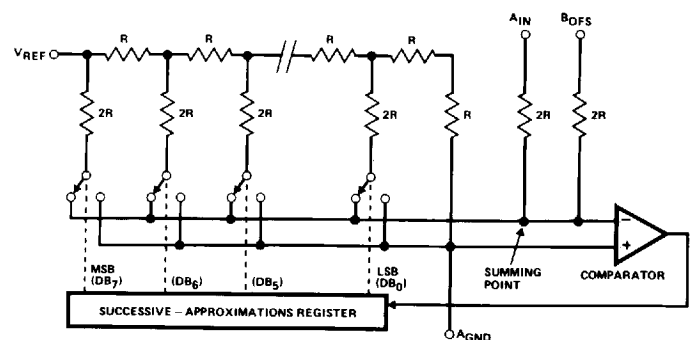 AIN BOFS
VREF R R R R
2R 2R 2R 2R R 2R 2R
− 
+
MSB (DB7) (DB6) (DB5) LSB (DB0) SUMMING POINT COMPARATOR
SUCCESSIVE – APPROXIMATIONS REGISTER
AGND